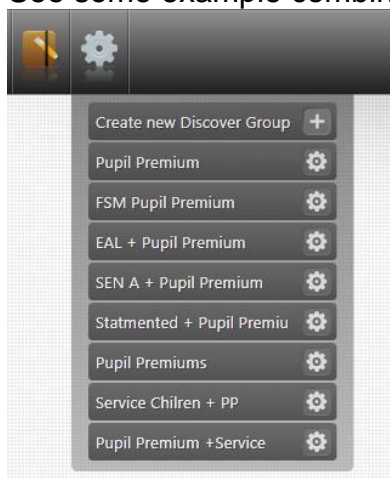 Create new Discover Group
Pupil Premium
FSM Pupil Premium
EAL + Pupil Premium
SEN A + Pupil Premium
Statmented + Pupil Premiu
Pupil Premiums
Service Chilren + PP
Pupil Premium +Service